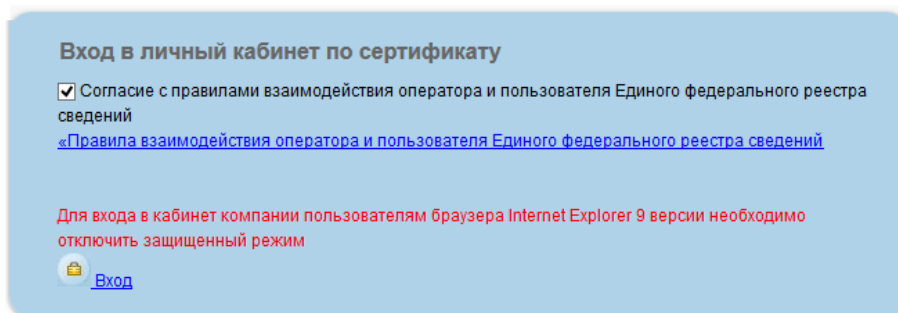 Вход в личный кабинет по сертификату
Согласие с правилами взаимодействия оператора и пользователя Единого федерального реестра
сведений
«Правила взаимодействия оператора и пользователя Единого федерального реестра сведений
Для входа в кабинет компании пользователям браузера Internet Explorer 9 версии необходимо
отключить защищенный режим
Вход